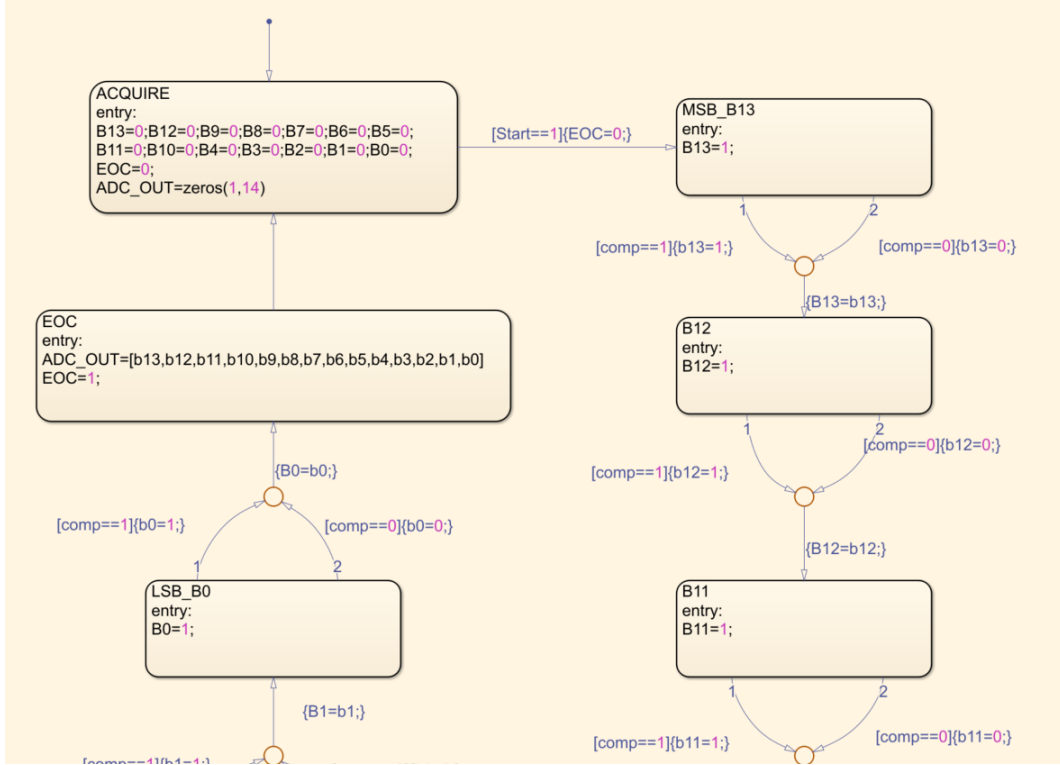 ACQUIRE
entry:
B13=0;B12=0;B9=0;B8=0;B7=0;B6=0;B5=0;
B11=0;B10=0;B4=0;B3=0;B2=0;B1=0;B0=0;
EOC=0;
ADC_OUT=zeros(1,14)
[Start==1]{EOC=0;}
MSB_B13
entry:
B13=1;
1
2
[comp==1]{b13=1;}
[comp==0]{b13=0;}
{B13=b13;}
B12
entry:
B12=1;
1
2
[comp==1]{b12=1;}
[comp==0]{b12=0;}
{B12=b12;}
B11
entry:
B11=1;
1
2
[comp==1]{b11=1;}
[comp==0]{b11=0;}
EOC
entry:
ADC_OUT=[b13,b12,b11,b10,b9,b8,b7,b6,b5,b4,b3,b2,b1,b0]
EOC=1;
{B0=b0;}
[comp==1]{b0=1;}
[comp==0]{b0=0;}
1
2
LSB_B0
entry:
B0=1;
{B1=b1;}
[comp==1]{b1=1;}